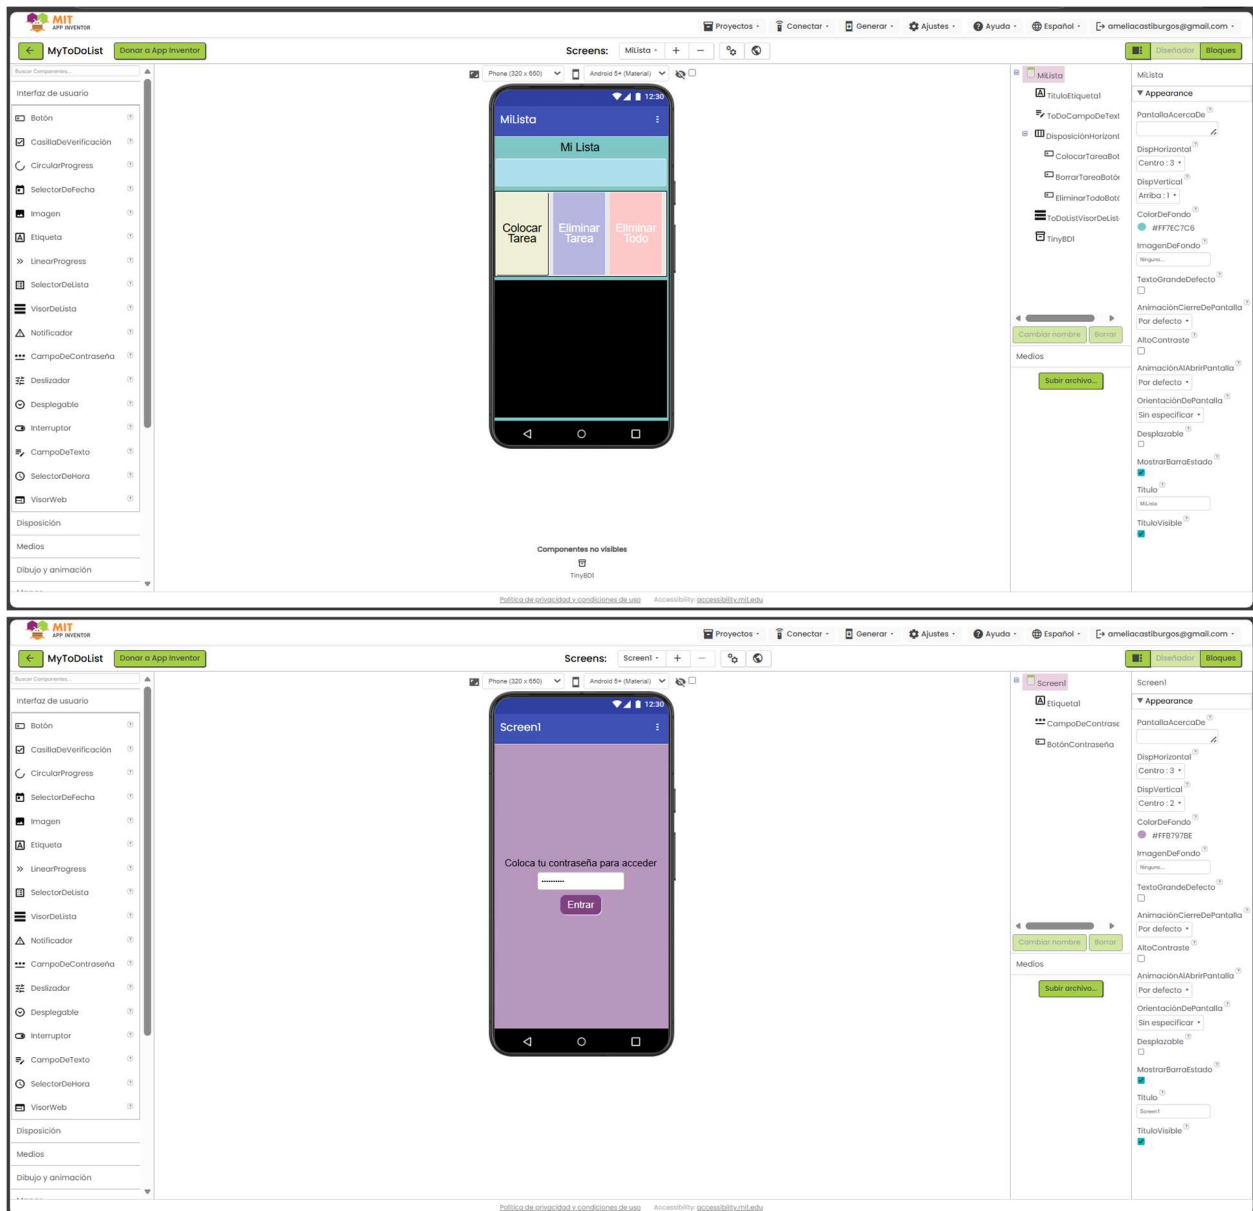 MIT
APP INVENTOR
Proyectos
Conectar
Generar
Ajustes
Ayuda
Español
ameliacastiburgos@gmail.com
MyToDoList
Donar a App Inventor
Screens:
MiLista
+
−
Diseñador
Bloques
Buscar Componentes...
Interfaz de usuario
Botón
CasillaDeVerificación
CircularProgress
SelectorDeFecha
Imagen
Etiqueta
LinearProgress
SelectorDeLista
VisorDeLista
Notificador
CampoDeContraseña
Deslizador
Desplegable
Interruptor
CampoDeTexto
SelectorDeHora
VisorWeb
Disposición
Medios
Dibujo y animación
Phone (320 x 660)
Android 5+ (Material)
12:30
MiLista
Mi Lista
Colocar
Tarea
Eliminar
Tarea
Eliminar
Todo
Componentes no visibles
TinyBD1
Política de privacidad y condiciones de uso
Accessibility: accessibility.mit.edu
MiLista
TituloEtiqueta1
ToDoCampoDeText
DisposiciónHorizont
ColocarTareaBot
BorrarTareaBotór
EliminarTodoBotó
ToDoListVisorDeList
TinyBD1
Cambiar nombre
Borrar
Medios
Subir archivo...
MiLista
▼ Appearance
PantallaAcercaDe
DispHorizontal
Centro : 3
DispVertical
Arriba : 1
ColorDeFondo
#FF7EC7C6
ImagenDeFondo
Ninguno...
TextoGrandeDefecto
AnimaciónCierreDePantalla
Por defecto
AltoContraste
AnimaciónAlAbrirPantalla
Por defecto
OrientaciónDePantalla
Sin especificar
Desplazable
MostrarBarraEstado
Título
MiLista
TítuloVisible
MIT
APP INVENTOR
Proyectos
Conectar
Generar
Ajustes
Ayuda
Español
ameliacastiburgos@gmail.com
MyToDoList
Donar a App Inventor
Screens:
Screen1
+
−
Diseñador
Bloques
Buscar Componentes...
Interfaz de usuario
Botón
CasillaDeVerificación
CircularProgress
SelectorDeFecha
Imagen
Etiqueta
LinearProgress
SelectorDeLista
VisorDeLista
Notificador
CampoDeContraseña
Deslizador
Desplegable
Interruptor
CampoDeTexto
SelectorDeHora
VisorWeb
Disposición
Medios
Dibujo y animación
Phone (320 x 660)
Android 5+ (Material)
12:30
Screen1
Coloca tu contraseña para acceder
Entrar
Política de privacidad y condiciones de uso
Accessibility: accessibility.mit.edu
Screen1
Etiqueta1
CampoDeContrase
BotónContraseña
Cambiar nombre
Borrar
Medios
Subir archivo...
Screen1
▼ Appearance
PantallaAcercaDe
DispHorizontal
Centro : 3
DispVertical
Centro : 2
ColorDeFondo
#FFB797BE
ImagenDeFondo
Ninguno...
TextoGrandeDefecto
AnimaciónCierreDePantalla
Por defecto
AltoContraste
AnimaciónAlAbrirPantalla
Por defecto
OrientaciónDePantalla
Sin especificar
Desplazable
MostrarBarraEstado
Título
Screen1
TítuloVisible